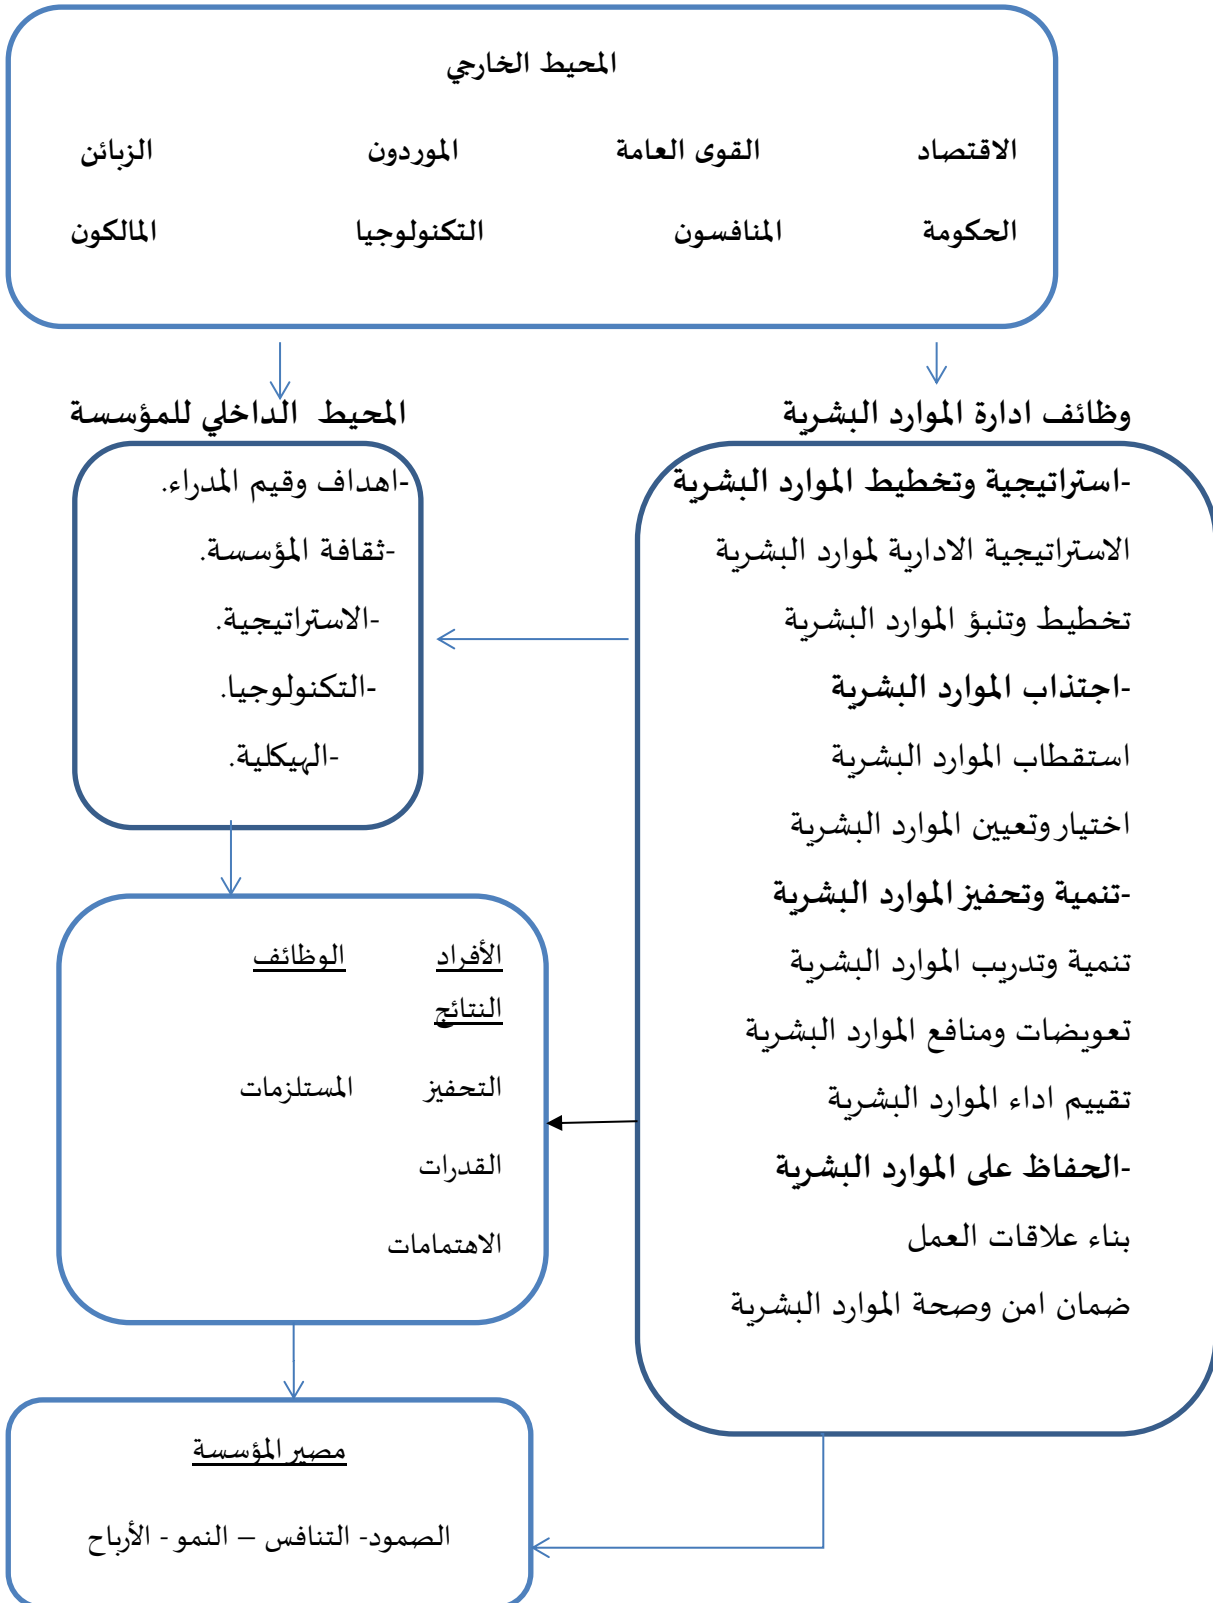 المحيط الخارجي
الاقتصاد القوى العامة الموردون الزبائن
الحكومة المنافسون التكنولوجيا المالكون
وظائف ادارة الموارد البشرية
-استراتيجية وتخطيط الموارد البشرية
الاستراتيجية الادارية لموارد البشرية
تخطيط وتنبؤ الموارد البشرية
-اجتذاب الموارد البشرية
استقطاب الموارد البشرية
اختيار وتعيين الموارد البشرية
-تنمية وتحفيز الموارد البشرية
تنمية وتدريب الموارد البشرية
تعويضات ومنافع الموارد البشرية
تقييم اداء الموارد البشرية
-الحفاظ على الموارد البشرية
بناء علاقات العمل
ضمان امن وصحة الموارد البشرية
المحيط الداخلي للمؤسسة
-اهداف وقيم المدراء.
-ثقافة المؤسسة.
-الاستراتيجية.
-التكنولوجيا.
-الهيكلية.
الأفراد الوظائف
النتائج
التحفيز المستلزمات
القدرات
الاهتمامات
مصير المؤسسة
الصمود- التنافس – النمو - الأرباح